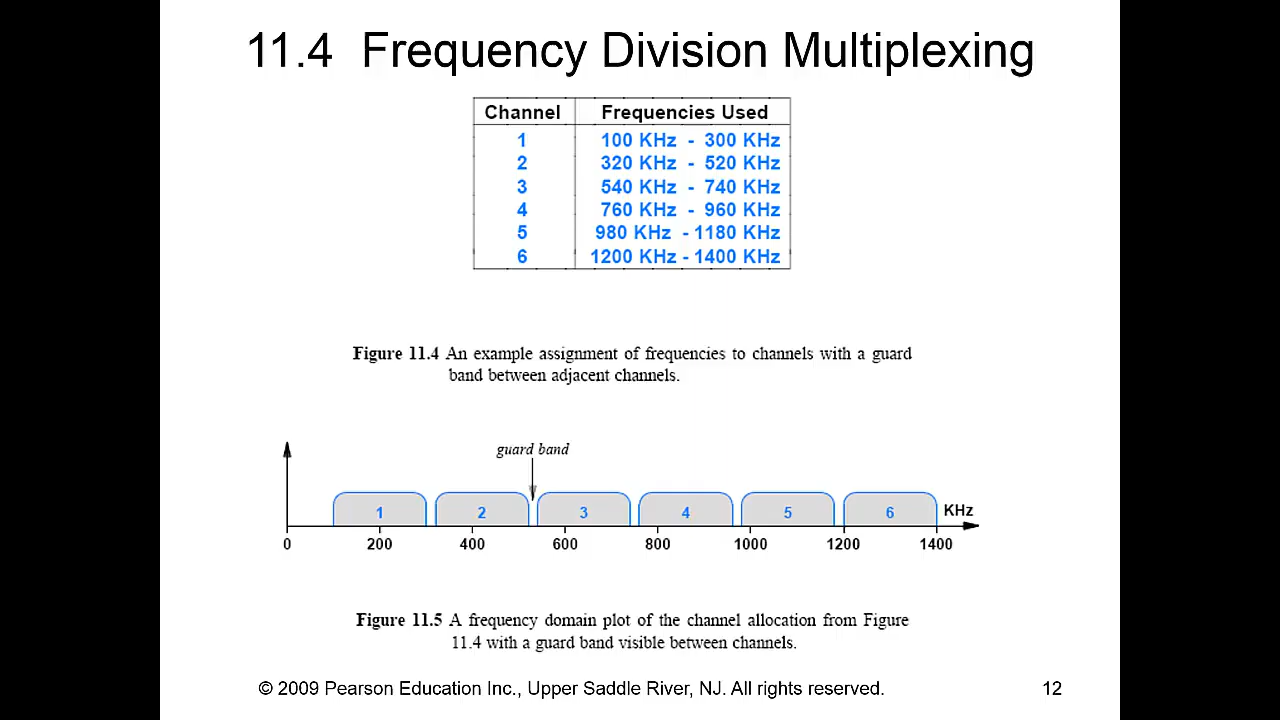 11.4 Frequency Division Multiplexing
Channel Frequencies Used
1 100 KHz - 300 KHz
2 320 KHz - 520 KHz
3 540 KHz - 740 KHz
4 760 KHz - 960 KHz
5 980 KHz - 1180 KHz
6 1200 KHz - 1400 KHz
Figure 11.4 An example assignment of frequencies to channels with a guard
band between adjacent channels.
guard band
1 2 3 4 5 6 KHz
0 200 400 600 800 1000 1200 1400
Figure 11.5 A frequency domain plot of the channel allocation from Figure
11.4 with a guard band visible between channels.
© 2009 Pearson Education Inc., Upper Saddle River, NJ. All rights reserved. 12